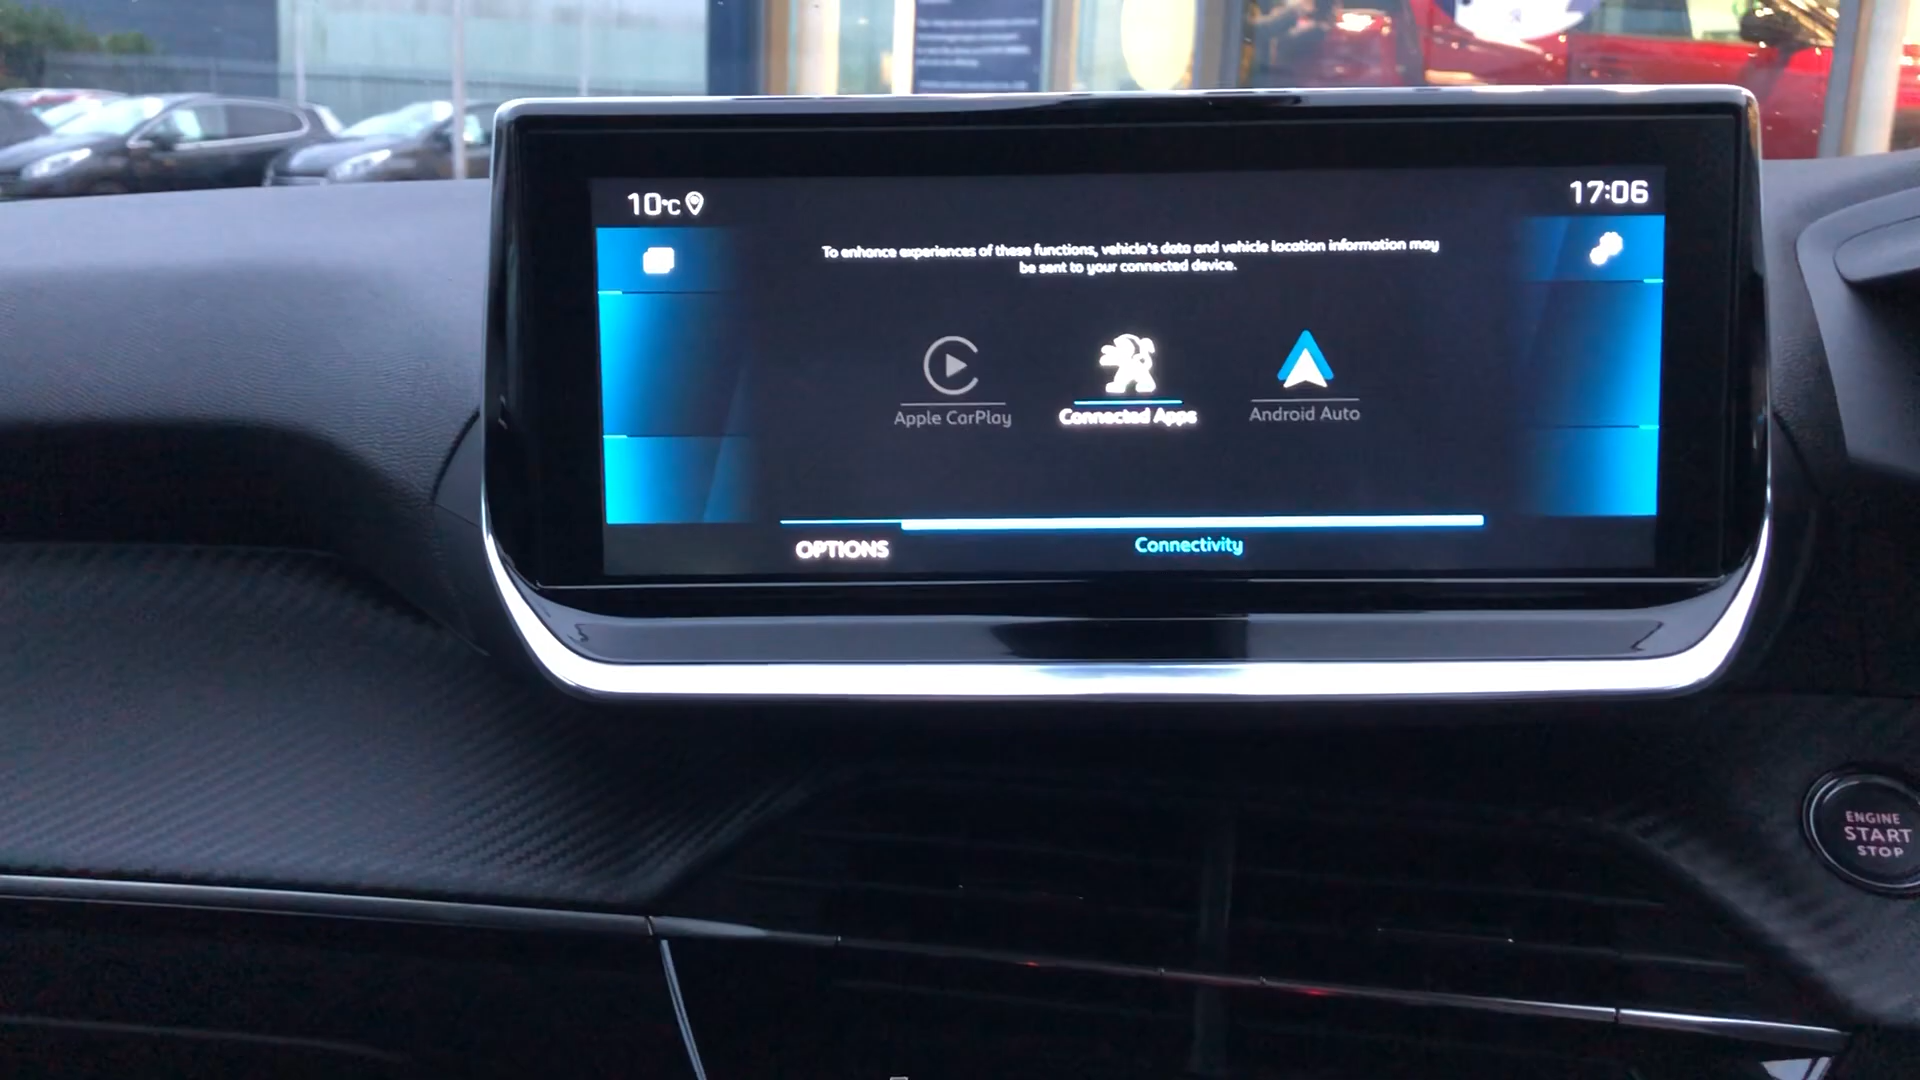 10°C
17:06
To enhance experiences of these functions, vehicle's data and vehicle location information may
be sent to your connected device.
Apple CarPlay
Connected Apps
Android Auto
OPTIONS
Connectivity
ENGINE
START
STOP